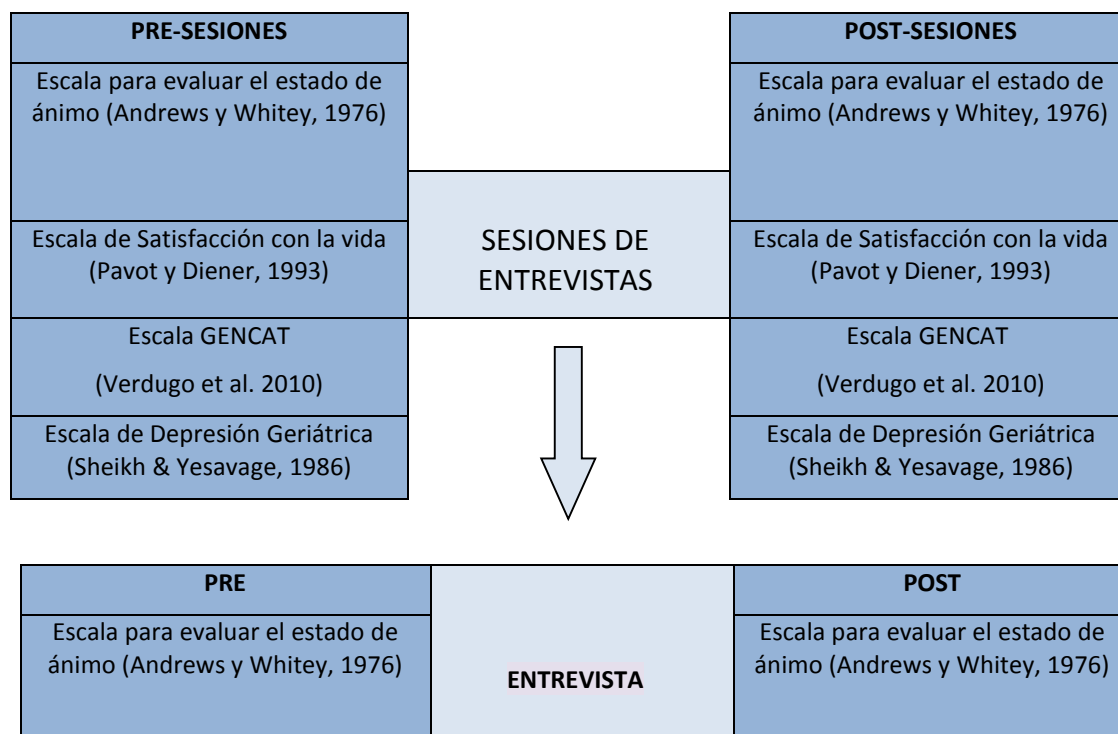 PRE-SESIONES
Escala para evaluar el estado de
ánimo (Andrews y Whitey, 1976)
Escala de Satisfacción con la vida
(Pavot y Diener, 1993)
Escala GENCAT
(Verdugo et al. 2010)
Escala de Depresión Geriátrica
(Sheikh & Yesavage, 1986)
SESIONES DE
ENTREVISTAS
POST-SESIONES
Escala para evaluar el estado de
ánimo (Andrews y Whitey, 1976)
Escala de Satisfacción con la vida
(Pavot y Diener, 1993)
Escala GENCAT
(Verdugo et al. 2010)
Escala de Depresión Geriátrica
(Sheikh & Yesavage, 1986)
PRE
Escala para evaluar el estado de
ánimo (Andrews y Whitey, 1976)
ENTREVISTA
POST
Escala para evaluar el estado de
ánimo (Andrews y Whitey, 1976)